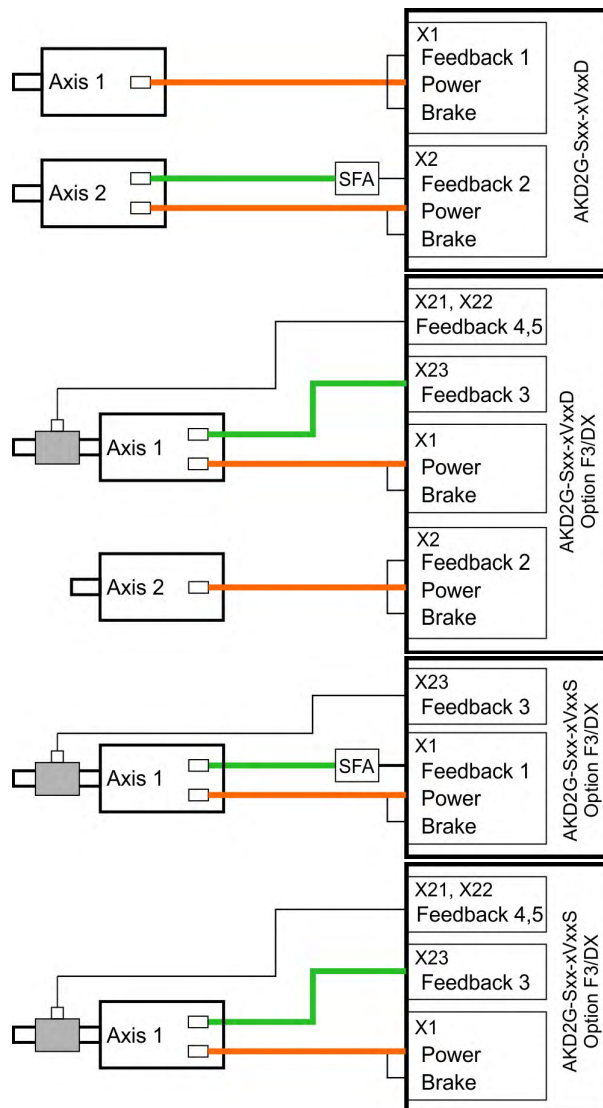 X1
Feedback 1
Axis 1
Power
Brake
X2
SFA
Feedback 2
Axis 2
Power
Brake
AKD2G-Sxx-xVxxD
X21, X22
Feedback 4,5
X23
Feedback 3
X1
Axis 1
Power
Brake
X2
Feedback 2
Axis 2
Power
Brake
AKD2G-Sxx-xVxxD
Option F3/DX
X23
Feedback 3
X1
SFA
Feedback 1
Axis 1
Power
Brake
AKD2G-Sxx-xVxxS
Option F3/DX
X21, X22
Feedback 4,5
X23
Feedback 3
X1
Axis 1
Power
Brake
AKD2G-Sxx-xVxxS
Option F3/DX